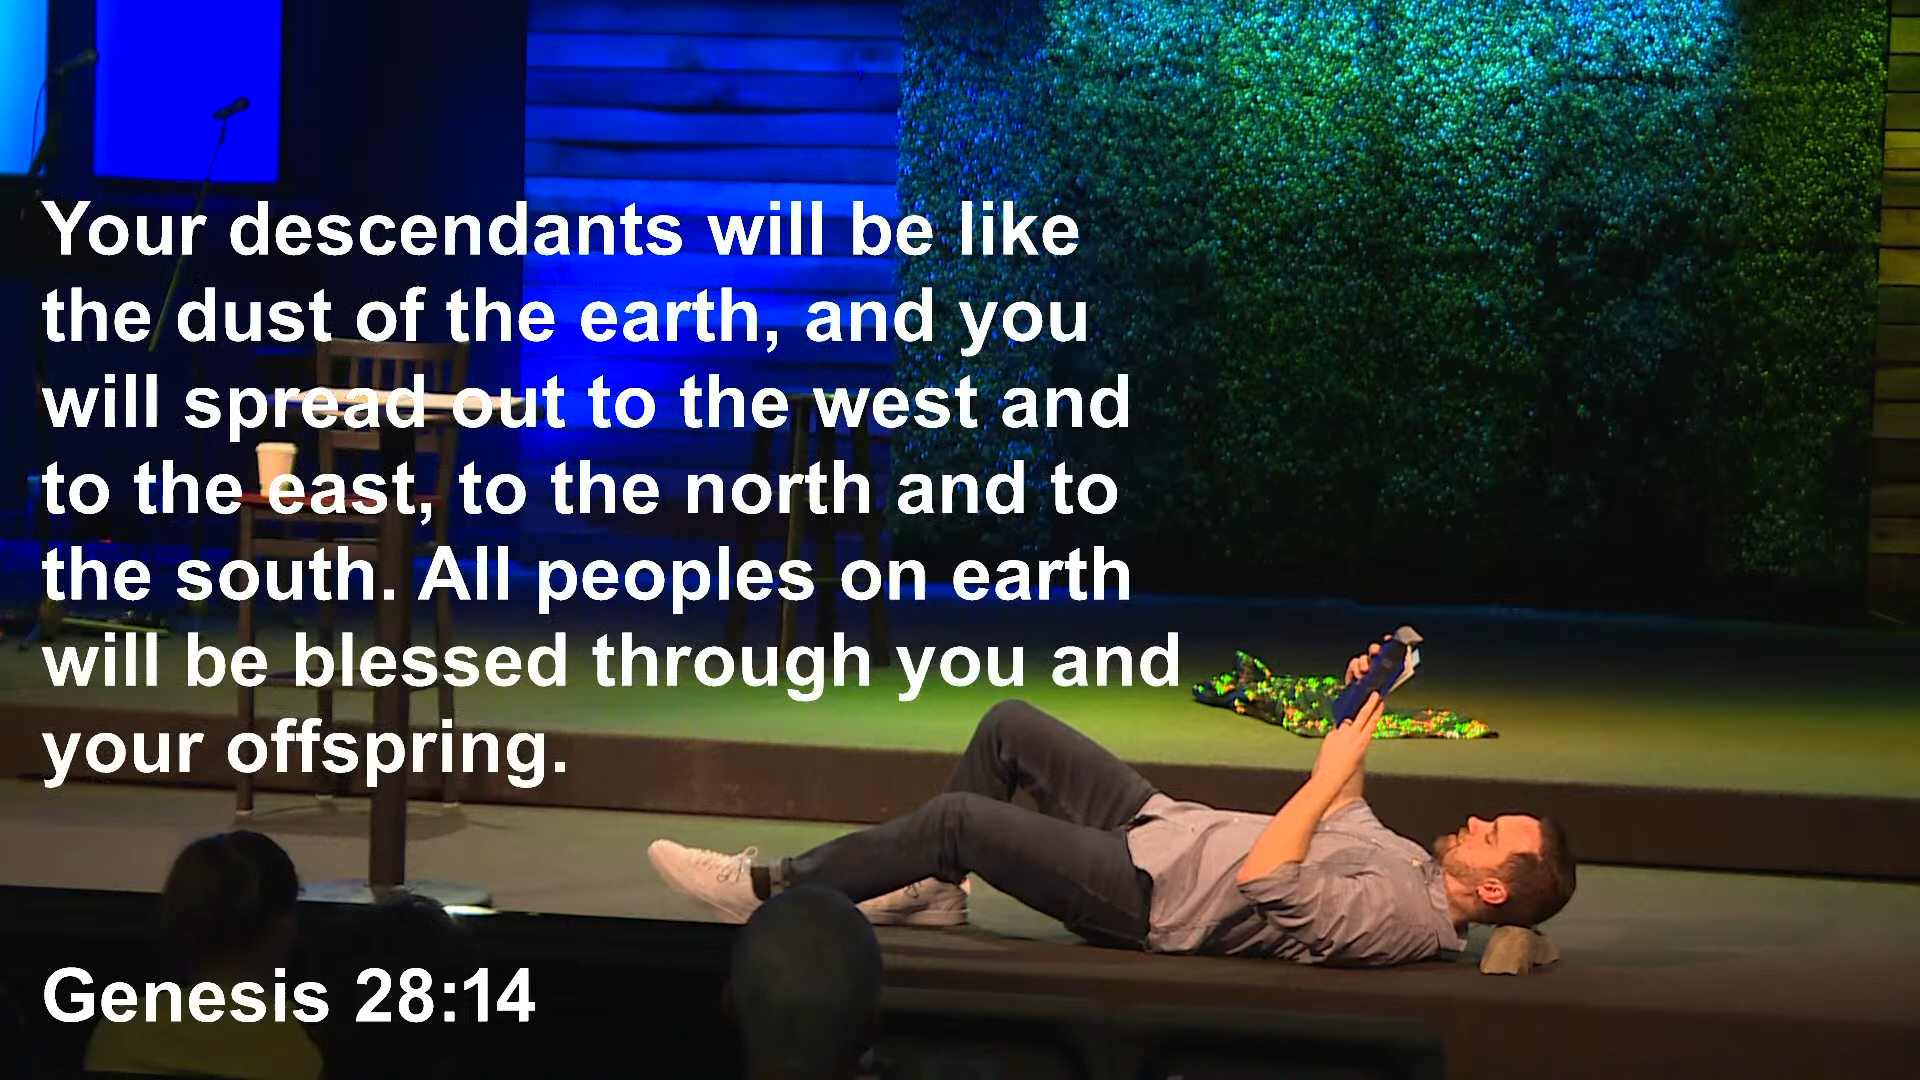 Your descendants will be like
the dust of the earth, and you
will spread out to the west and
to the east, to the north and to
the south. All peoples on earth
will be blessed through you and
your offspring.
Genesis 28:14